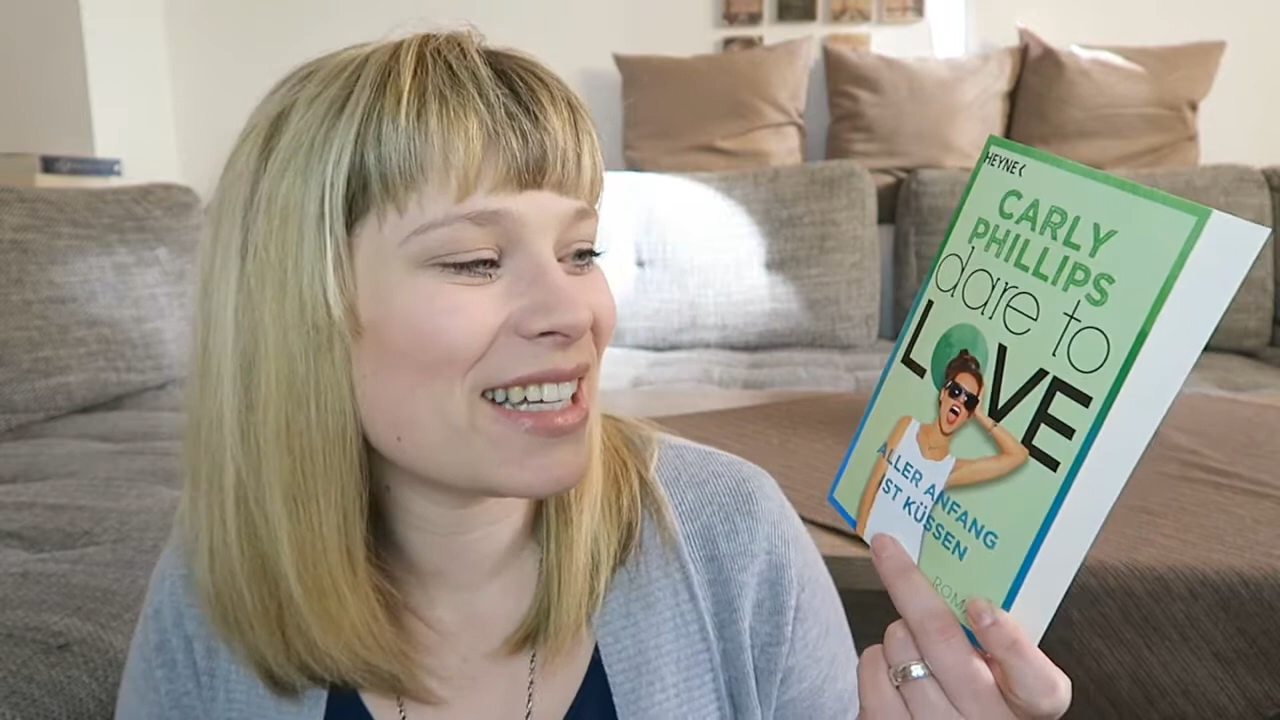 HEYNE<
CARLY
PHILLIPS
dare to
LOVE
ALLER ANFANG
IST KÜSSEN